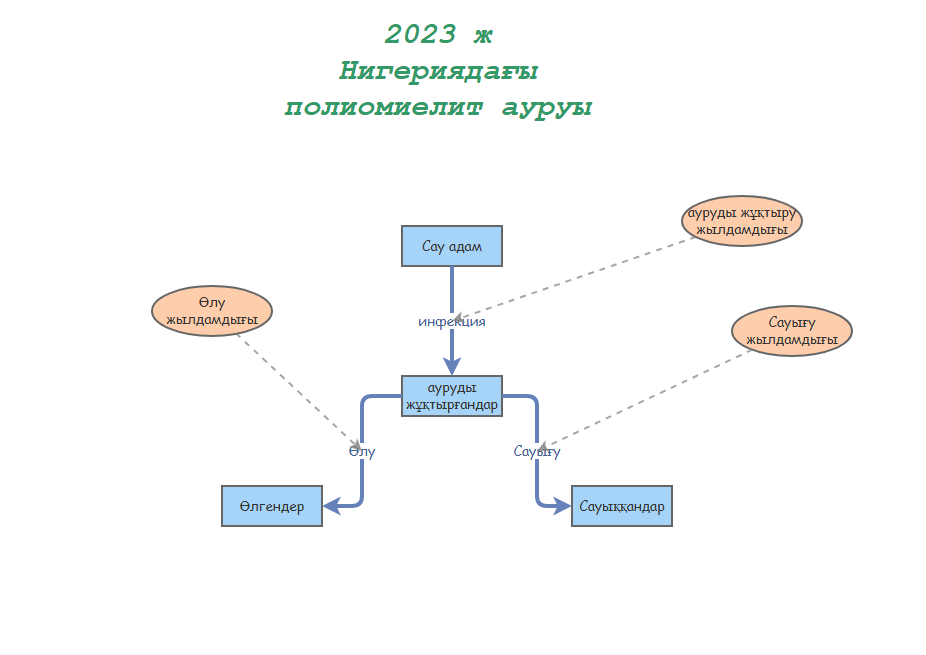 2023 ж
Нигериядағы
полиомиелит ауруы
ауруды жұқтыру
жылдамдығы
Сау адам
Өлу
жылдамдығы
инфекция
Сауығу
жылдамдығы
ауруды
жұқтырғандар
Өлу
Сауығу
Өлгендер
Сауыққандар